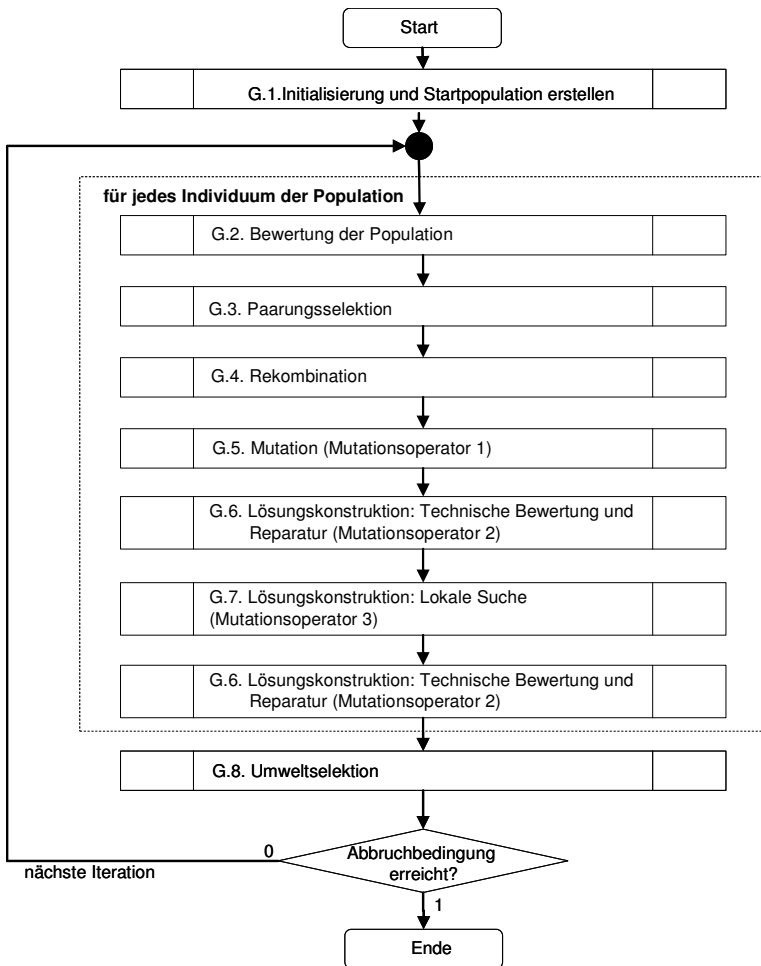 Start
G.1.Initialisierung und Startpopulation erstellen
für jedes Individuum der Population
G.2. Bewertung der Population
G.3. Paarungsselektion
G.4. Rekombination
G.5. Mutation (Mutationsoperator 1)
G.6. Lösungskonstruktion: Technische Bewertung und
Reparatur (Mutationsoperator 2)
G.7. Lösungskonstruktion: Lokale Suche
(Mutationsoperator 3)
G.6. Lösungskonstruktion: Technische Bewertung und
Reparatur (Mutationsoperator 2)
G.8. Umweltselektion
Abbruchbedingung
erreicht?
0
nächste Iteration
1
Ende